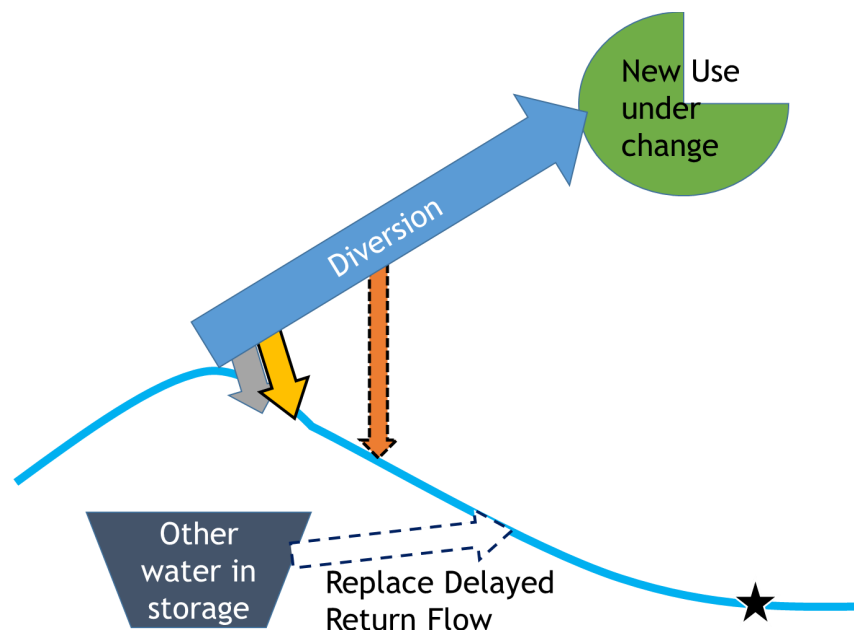 New Use
under
change
Diversion
Other
water in
storage
Replace Delayed
Return Flow